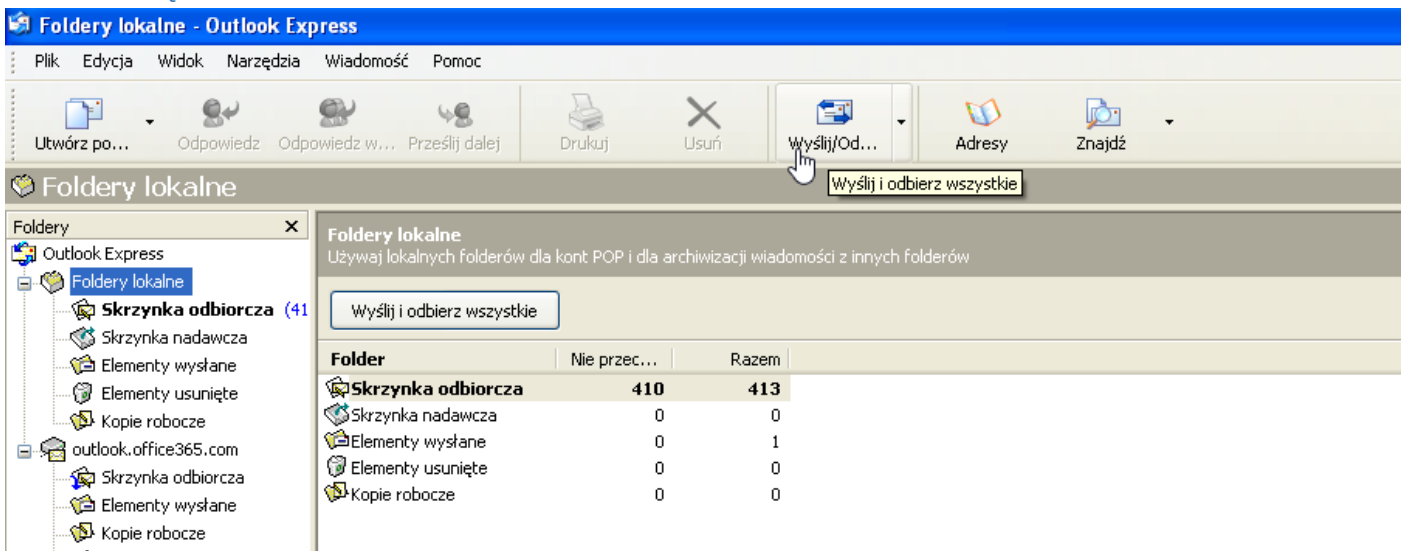 Foldery lokalne - Outlook Express
Plik Edycja Widok Narzędzia Wiadomość Pomoc
Utwórz po... Odpowiedz Odpowiedz w... Prześlij dalej Drukuj Usuń Wyślij/Od... Adresy Znajdź
Wyślij i odbierz wszystkie
Foldery lokalne
Foldery
Outlook Express
Foldery lokalne
Skrzynka odbiorcza (41
Skrzynka nadawcza
Elementy wysłane
Elementy usunięte
Kopie robocze
outlook.office365.com
Skrzynka odbiorcza
Elementy wysłane
Kopie robocze
Foldery lokalne
Używaj lokalnych folderów dla kont POP i dla archiwizacji wiadomości z innych folderów
Wyślij i odbierz wszystkie
Folder Nie przec... Razem
Skrzynka odbiorcza 410 413
Skrzynka nadawcza 0 0
Elementy wysłane 0 1
Elementy usunięte 0 0
Kopie robocze 0 0